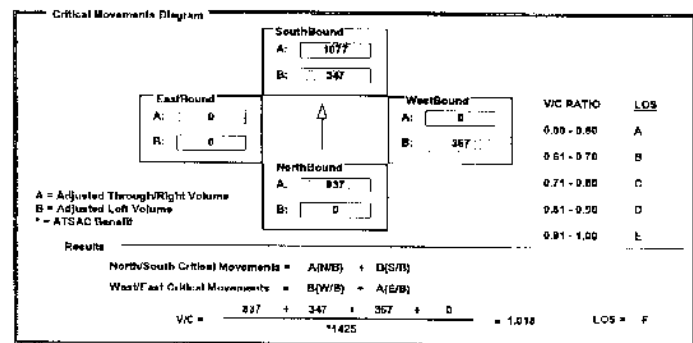 Critical Movements Diagram
SouthBound
A: 1077
B: 347
EastBound
A: 0
B: 0
WestBound
A: 0
B: 367
NorthBound
A: 837
B: 0
V/C RATIO LOS
0.00 - 0.60 A
0.61 - 0.70 B
0.71 - 0.80 C
0.81 - 0.90 D
0.91 - 1.00 E
A = Adjusted Through/Right Volume
B = Adjusted Left Volume
* = ATSAC Benefit
Results
North/South Critical Movements = A(N/B) + B(S/B)
West/East Critical Movements = B(W/B) + A(E/B)
V/C = 837 + 347 + 367 + 0 = 1.018 LOS = F
*1425